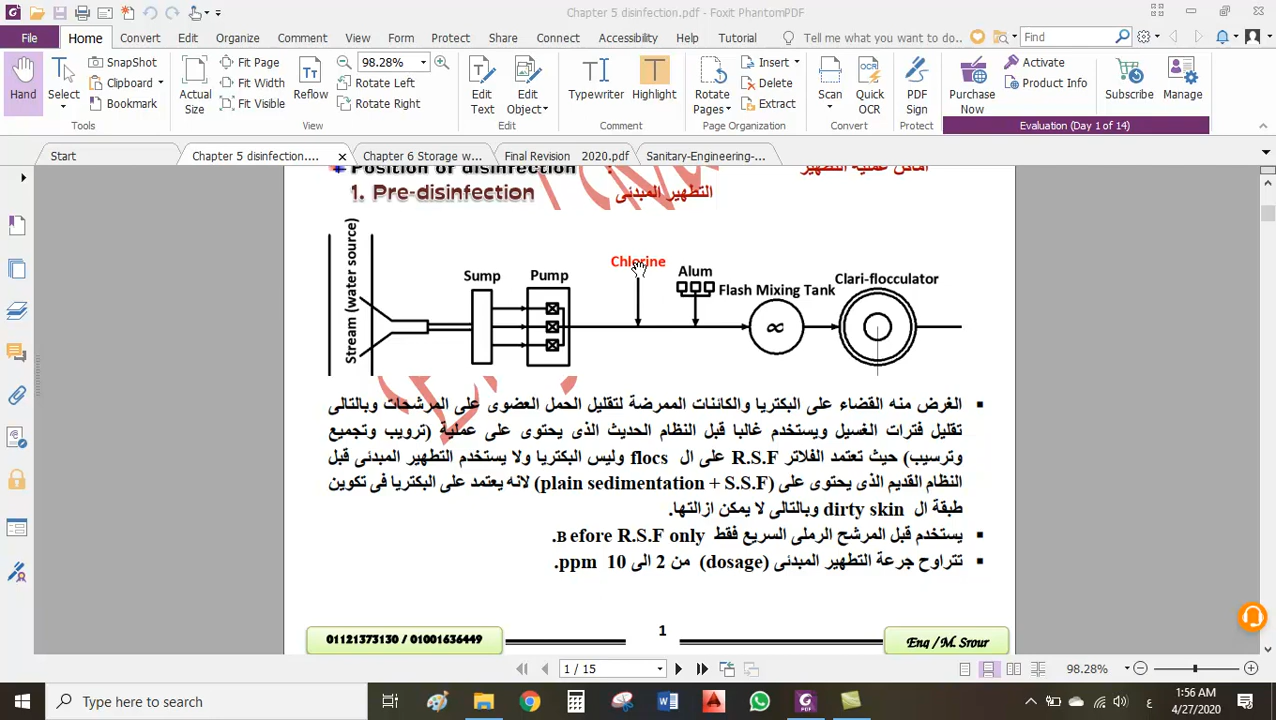 Chapter 5 disinfection.pdf - Foxit PhantomPDF
File Home Convert Edit Organize Comment View Form Protect Share Connect Accessibility Help Tutorial Tell me what you want to do.. Find
Hand
Select
SnapShot
Clipboard
Bookmark
Tools
Actual Size
Fit Page
Fit Width
Fit Visible
Reflow
98.28%
Rotate Left
Rotate Right
View
Edit Text
Edit Object
Edit
Typewriter
Highlight
Comment
Rotate Pages
Insert
Delete
Extract
Page Organization
Scan
Quick OCR
Convert
PDF Sign
Protect
Purchase Now
Activate
Product Info
Subscribe
Manage
Evaluation (Day 1 of 14)
Start
Chapter 5 disinfection....
Chapter 6 Storage w...
Final Revision 2020.pdf
Sanitary-Engineering-...
Position of disinfection : أماكن عملية التطهير
1. Pre-disinfection التطهير المبدئى
Stream (water source)
Sump
Pump
Chlorine
Alum
Flash Mixing Tank
Clari-flocculator
الغرض منه القضاء على البكتريا والكائنات الممرضة لتقليل الحمل العضوى على المرشحات وبالتالى
تقليل فترات الغسيل ويستخدم غالبا قبل النظام الحديث الذى يحتوى على عملية (ترويب وتجميع
وترسيب) حيث تعتمد الفلاتر R.S.F على ال flocs وليس البكتريا ولا يستخدم التطهير المبدئى قبل
النظام القديم الذى يحتوى على (plain sedimentation + S.S.F) لانه يعتمد على البكتريا فى تكوين
طبقة ال dirty skin وبالتالى لا يمكن ازالتها.
يستخدم قبل المرشح الرملى السريع فقط Before R.S.F only.
تتراوح جرعة التطهير المبدئى (dosage) من 2 الى 10 ppm.
01121373130 / 01001636449
1
Enq / M. Srour
1 / 15
98.28%
Type here to search
ع
1:56 AM
4/27/2020